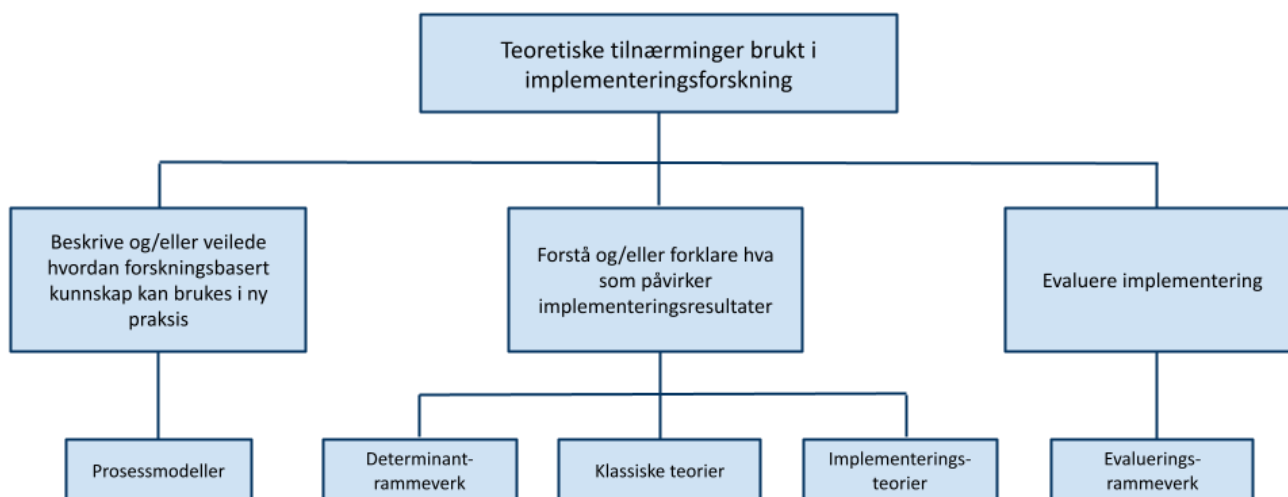 Teoretiske tilnærminger brukt i
implementeringsforskning
Beskrive og/eller veilede
hvordan forskningsbasert
kunnskap kan brukes i ny
praksis
Forstå og/eller forklare hva
som påvirker
implementeringsresultater
Evaluere implementering
Prosessmodeller
Determinant-
rammeverk
Klassiske teorier
Implementerings-
teorier
Evaluerings-
rammeverk